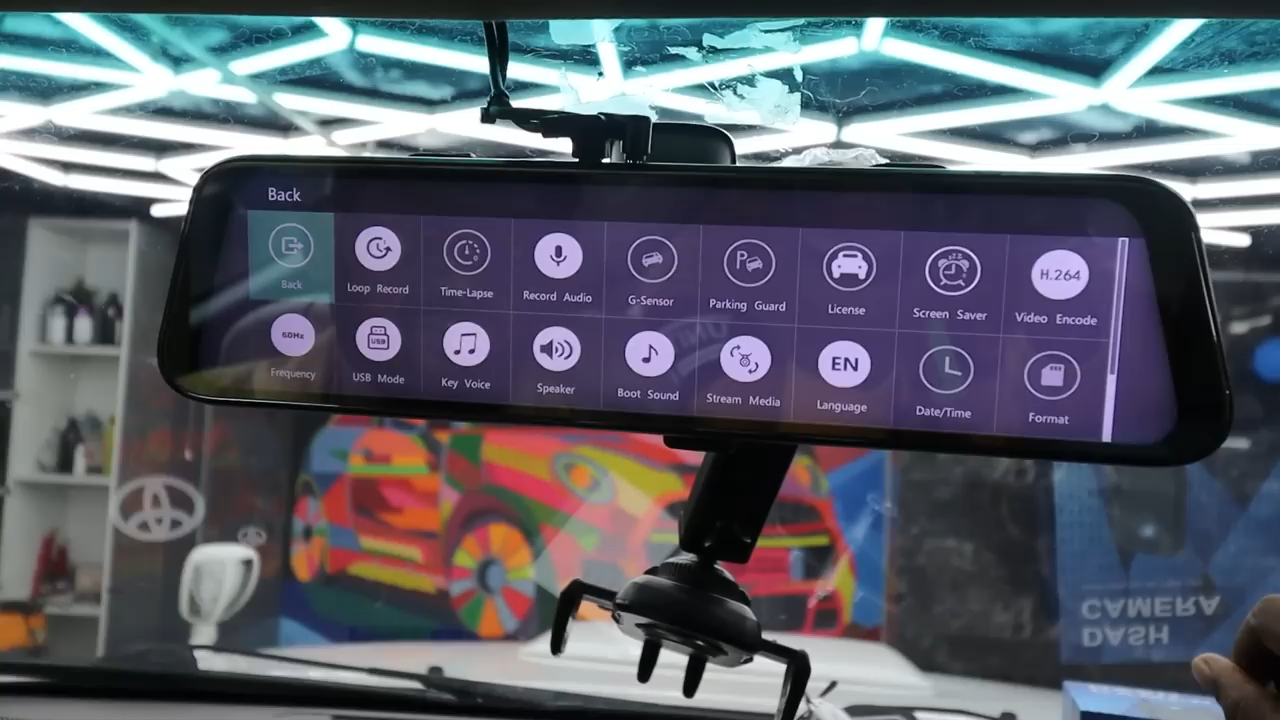 Back
Back
Loop Record
Time-Lapse
Record Audio
G-Sensor
P
Parking Guard
License
zzz
Screen Saver
H.264
Video Encode
60Hz
Frequency
USB
USB Mode
Key Voice
Speaker
Boot Sound
Stream Media
EN
Language
Date/Time
Format
DASH
CAMERA